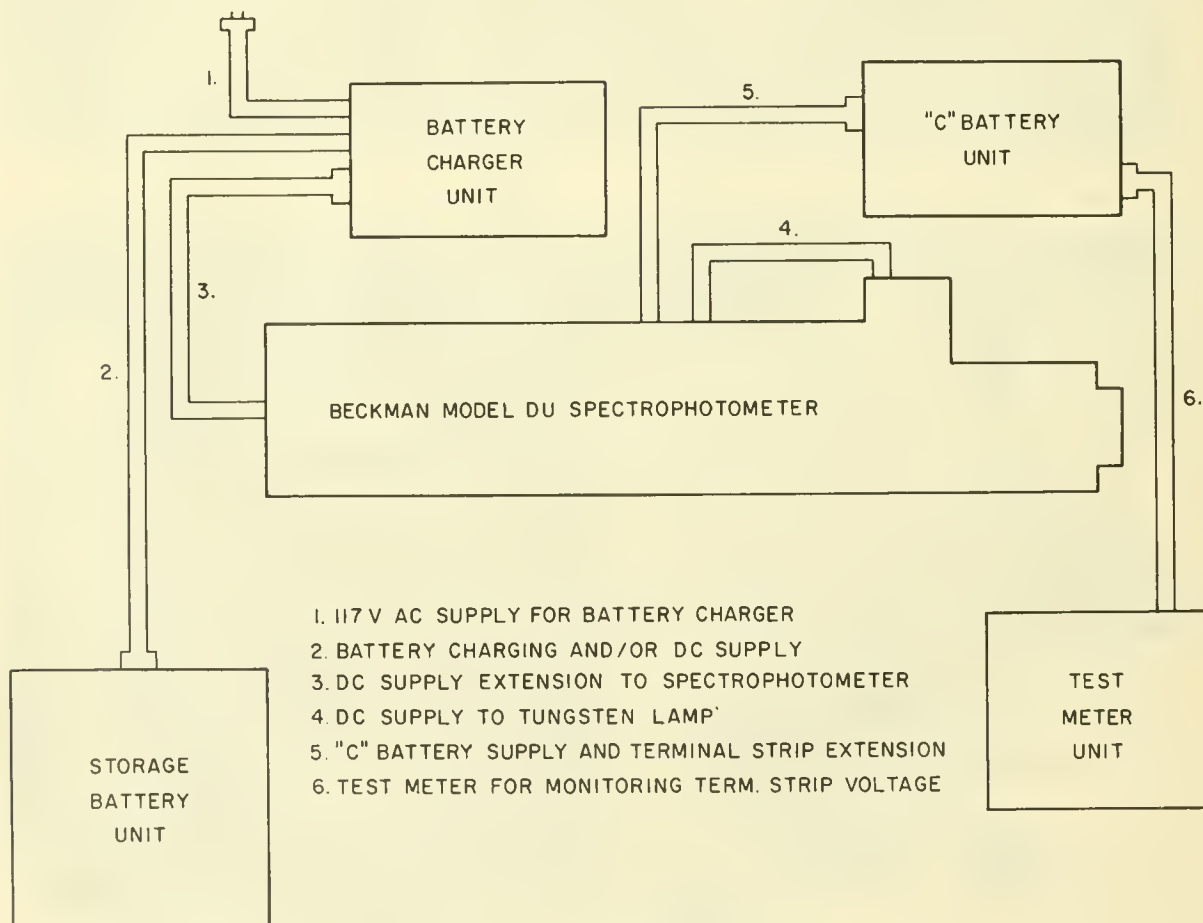 1.
BATTERY
CHARGER
UNIT
5.
"C" BATTERY
UNIT
4.
3.
2.
BECKMAN MODEL DU SPECTROPHOTOMETER
6.
1. 117 V AC SUPPLY FOR BATTERY CHARGER
2. BATTERY CHARGING AND/OR DC SUPPLY
3. DC SUPPLY EXTENSION TO SPECTROPHOTOMETER
4. DC SUPPLY TO TUNGSTEN LAMP
5. "C" BATTERY SUPPLY AND TERMINAL STRIP EXTENSION
6. TEST METER FOR MONITORING TERM. STRIP VOLTAGE
STORAGE
BATTERY
UNIT
TEST
METER
UNIT